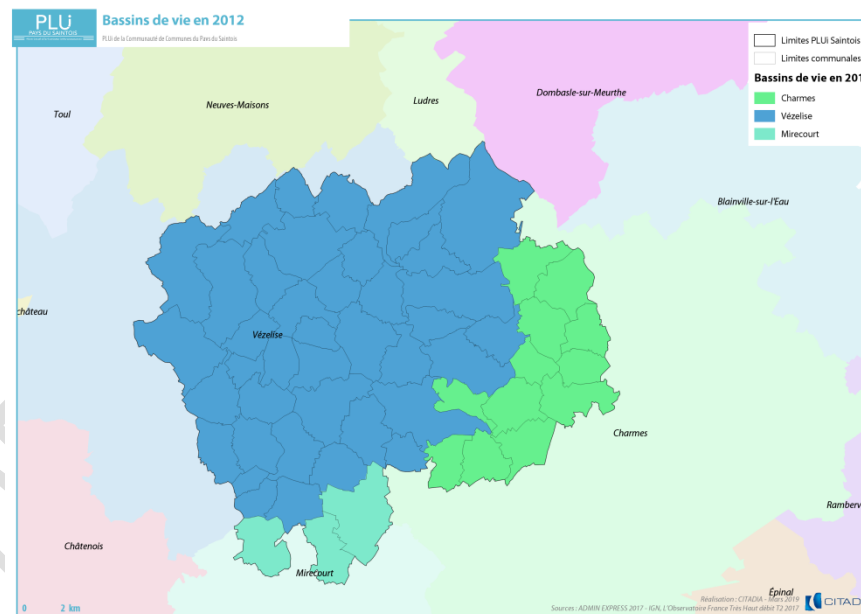 PLUi
PAYS DU SAINTOIS
Bassins de vie en 2012
PLUi de la Communauté de Communes du Pays du Saintois
Limites PLUi Saintois
Limites communales
Bassins de vie en 201
Charmes
Vézelise
Mirecourt
Toul
Neuves-Maisons
Ludres
Dombasle-sur-Meurthe
Blainville-sur-l'Eau
château
Vézelise
Charmes
Châtenois
Mirecourt
Ramberv
Épinal
0 2 km
Réalisation : CITADIA - Mars 2019
Sources : ADMIN EXPRESS 2017 - IGN, L'Observatoire France Très Haut débit T2 2017
CITAD